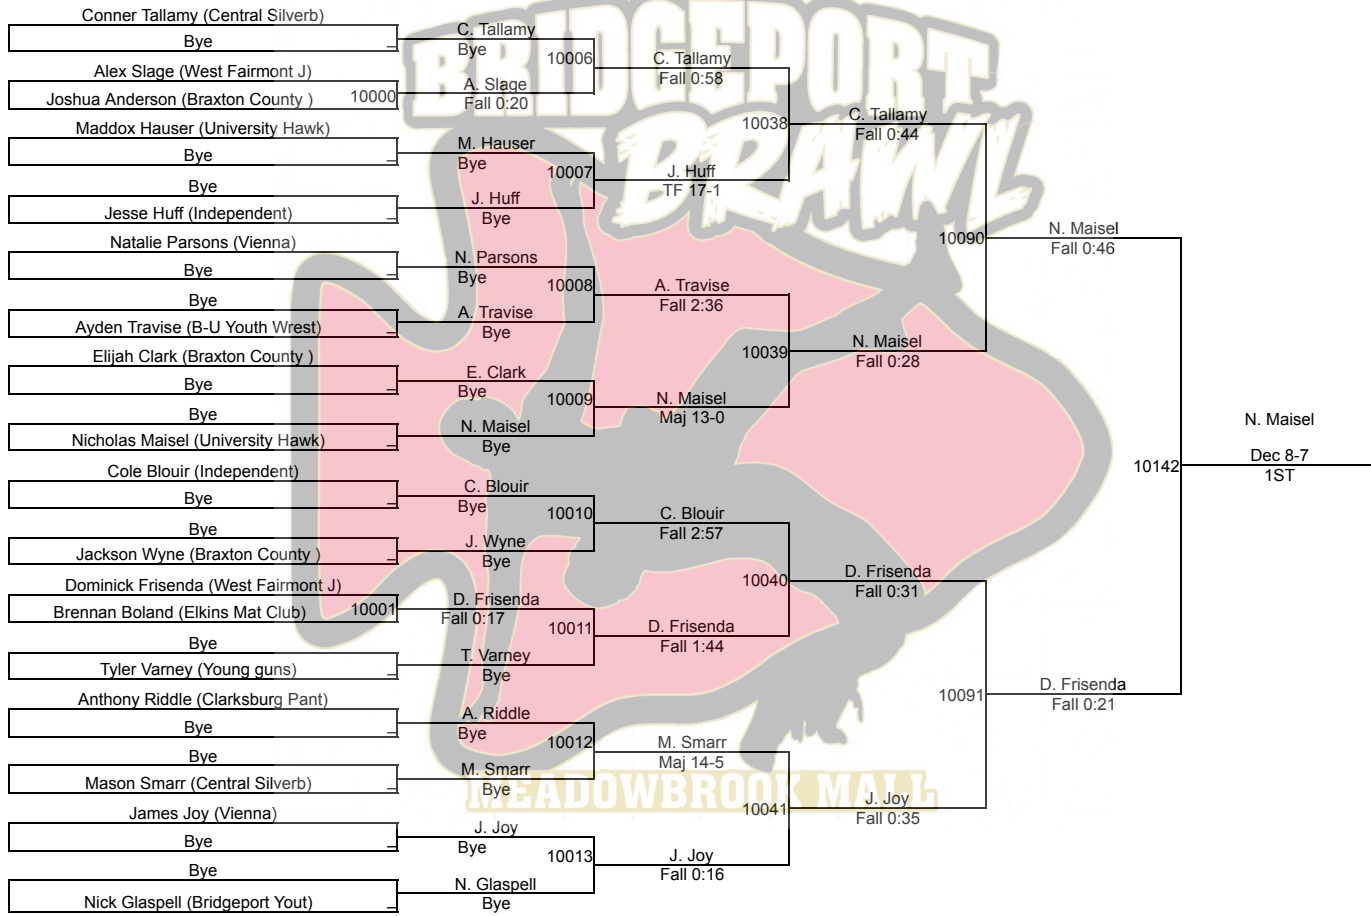 BRIDGEPORT
BRAWL
MEADOWBROOK MALL
Conner Tallamy (Central Silverb)
Bye
Alex Slage (West Fairmont J)
Joshua Anderson (Braxton County )
10000
Maddox Hauser (University Hawk)
Bye
Bye
Jesse Huff (Independent)
Natalie Parsons (Vienna)
Bye
Bye
Ayden Travise (B-U Youth Wrest)
Elijah Clark (Braxton County )
Bye
Bye
Nicholas Maisel (University Hawk)
Cole Blouir (Independent)
Bye
Bye
Jackson Wyne (Braxton County )
Dominick Frisenda (West Fairmont J)
Brennan Boland (Elkins Mat Club)
10001
Bye
Tyler Varney (Young guns)
Anthony Riddle (Clarksburg Pant)
Bye
Bye
Mason Smarr (Central Silverb)
James Joy (Vienna)
Bye
Bye
Nick Glaspell (Bridgeport Yout)
C. Tallamy
Bye
10006
A. Slage
Fall 0:20
M. Hauser
Bye
10007
J. Huff
Bye
N. Parsons
Bye
10008
A. Travise
Bye
E. Clark
Bye
10009
N. Maisel
Bye
C. Blouir
Bye
10010
J. Wyne
Bye
D. Frisenda
Fall 0:17
10011
T. Varney
Bye
A. Riddle
Bye
10012
M. Smarr
Bye
J. Joy
Bye
10013
N. Glaspell
Bye
C. Tallamy
Fall 0:58
10038
J. Huff
TF 17-1
A. Travise
Fall 2:36
10039
N. Maisel
Maj 13-0
C. Blouir
Fall 2:57
10040
D. Frisenda
Fall 1:44
M. Smarr
Maj 14-5
10041
J. Joy
Fall 0:16
C. Tallamy
Fall 0:44
10090
N. Maisel
Fall 0:28
D. Frisenda
Fall 0:31
10091
J. Joy
Fall 0:35
N. Maisel
Fall 0:46
10142
D. Frisenda
Fall 0:21
N. Maisel
Dec 8-7
1ST